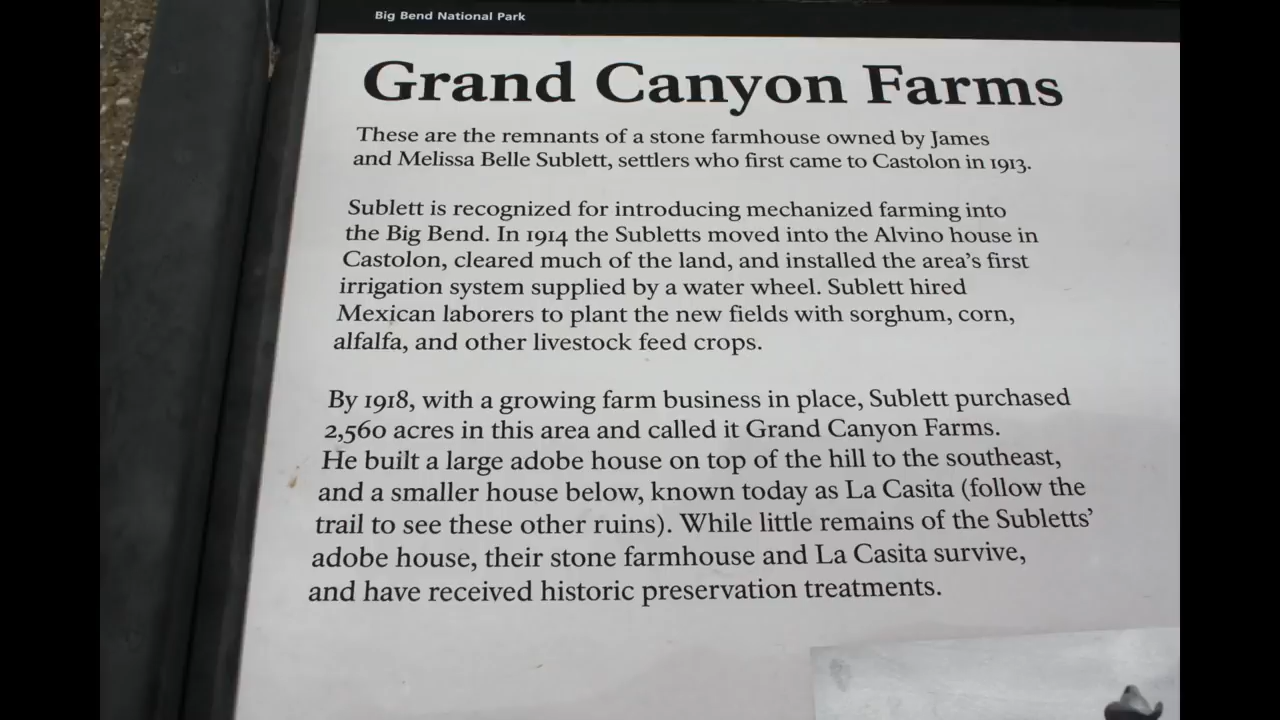 Big Bend National Park
Grand Canyon Farms
These are the remnants of a stone farmhouse owned by James
and Melissa Belle Sublett, settlers who first came to Castolon in 1913.
Sublett is recognized for introducing mechanized farming into
the Big Bend. In 1914 the Subletts moved into the Alvino house in
Castolon, cleared much of the land, and installed the area's first
irrigation system supplied by a water wheel. Sublett hired
Mexican laborers to plant the new fields with sorghum, corn,
alfalfa, and other livestock feed crops.
By 1918, with a growing farm business in place, Sublett purchased
2,560 acres in this area and called it Grand Canyon Farms.
He built a large adobe house on top of the hill to the southeast,
and a smaller house below, known today as La Casita (follow the
trail to see these other ruins). While little remains of the Subletts'
adobe house, their stone farmhouse and La Casita survive,
and have received historic preservation treatments.